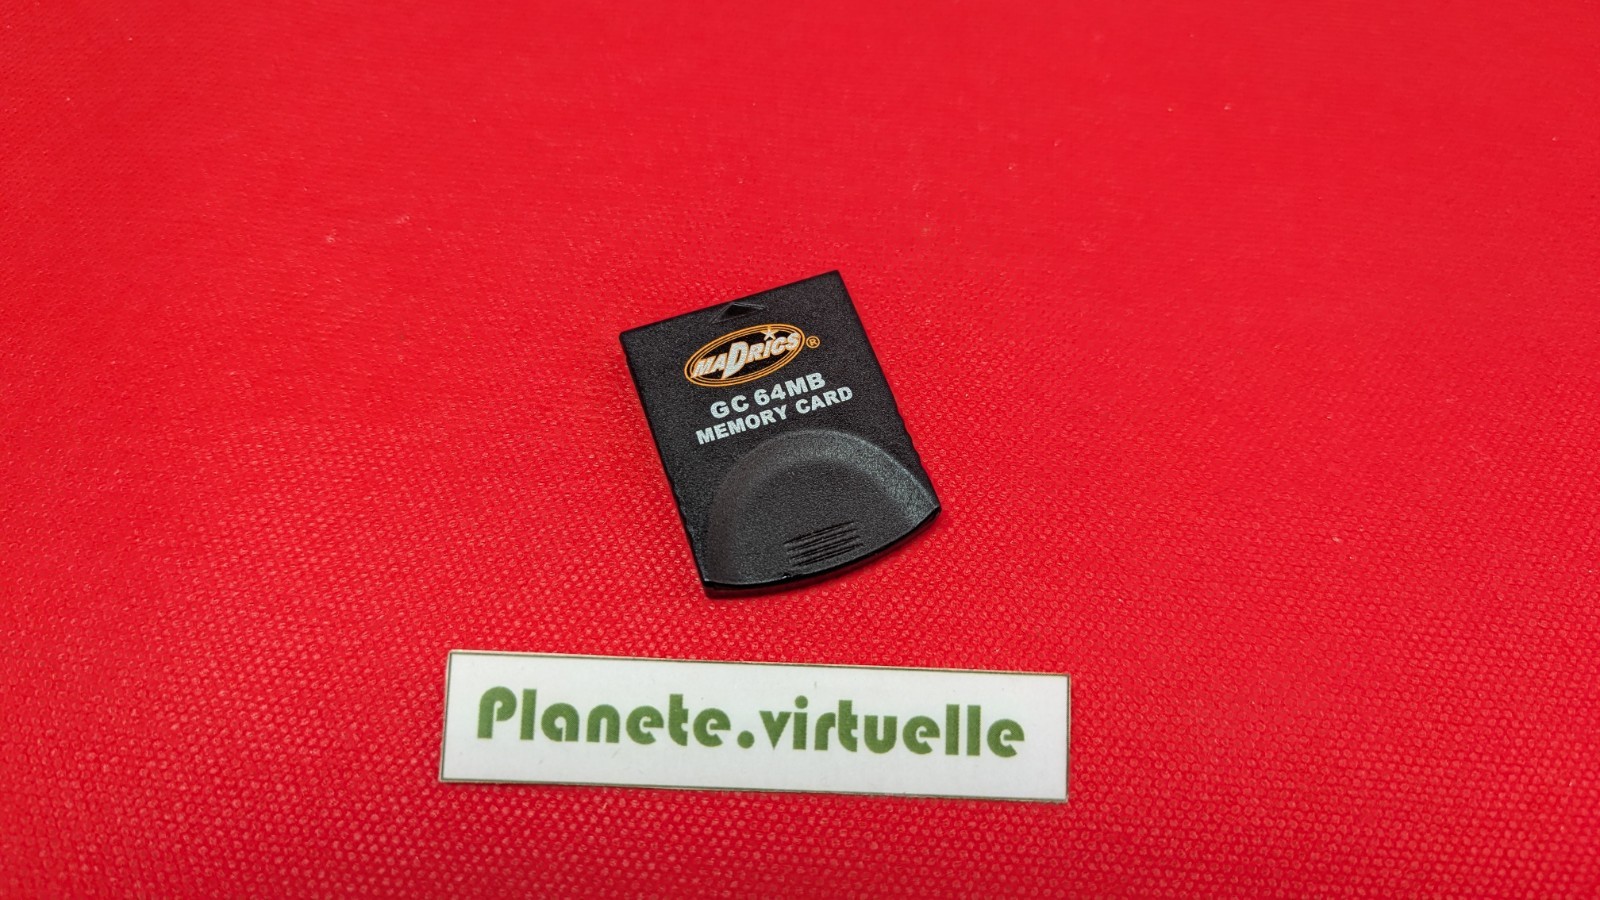 MADRICS®
GC 64MB
MEMORY CARD
Planete.virtuelle